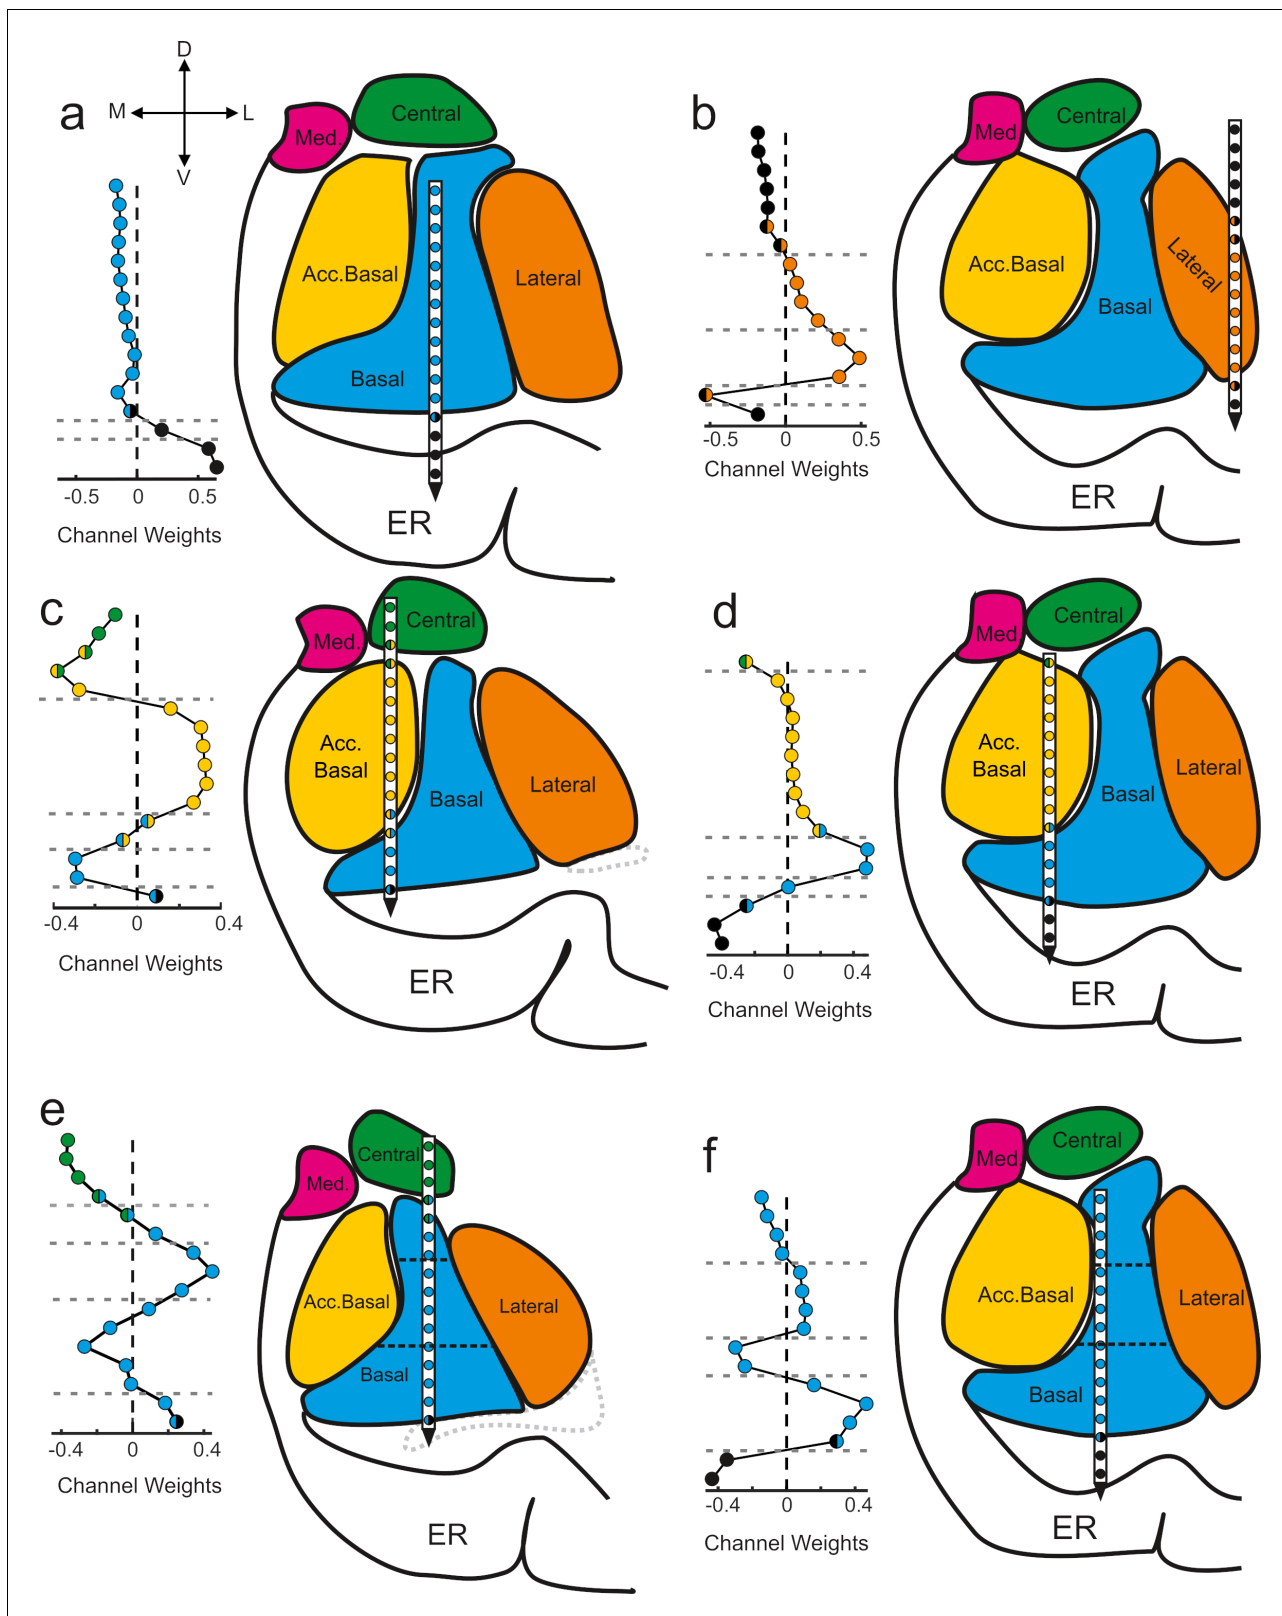 a
D
M
L
V
Med.
Central
Acc.Basal
Basal
Lateral
ER
-0.5
0
0.5
Channel Weights
b
Med
Central
Acc.Basal
Basal
Lateral
ER
-0.5
0
0.5
Channel Weights
c
Med.
Central
Acc.
Basal
Basal
Lateral
ER
-0.4
0
0.4
Channel Weights
d
Med
Central
Acc.
Basal
Basal
Lateral
ER
-0.4
0
0.4
Channel Weights
e
Central
Med.
Acc.Basal
Lateral
Basal
ER
-0.4
0
0.4
Channel Weights
f
Med.
Central
Acc.Basal
Lateral
Basal
ER
-0.4
0
0.4
Channel Weights